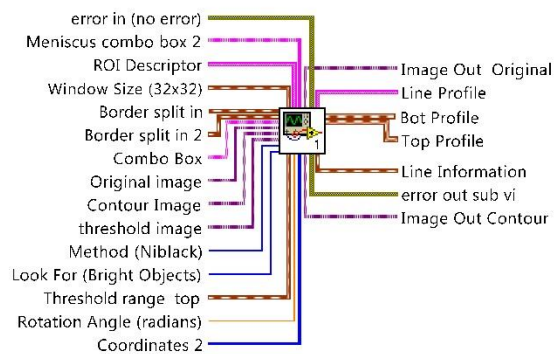 error in (no error)
Meniscus combo box 2
ROI Descriptor
Window Size (32x32)
Border split in
Border split in 2
Combo Box
Original image
Contour Image
threshold image
Method (Niblack)
Look For (Bright Objects)
Threshold range top
Rotation Angle (radians)
Coordinates 2
1
Image Out Original
Line Profile
Bot Profile
Top Profile
Line Information
error out sub vi
Image Out Contour